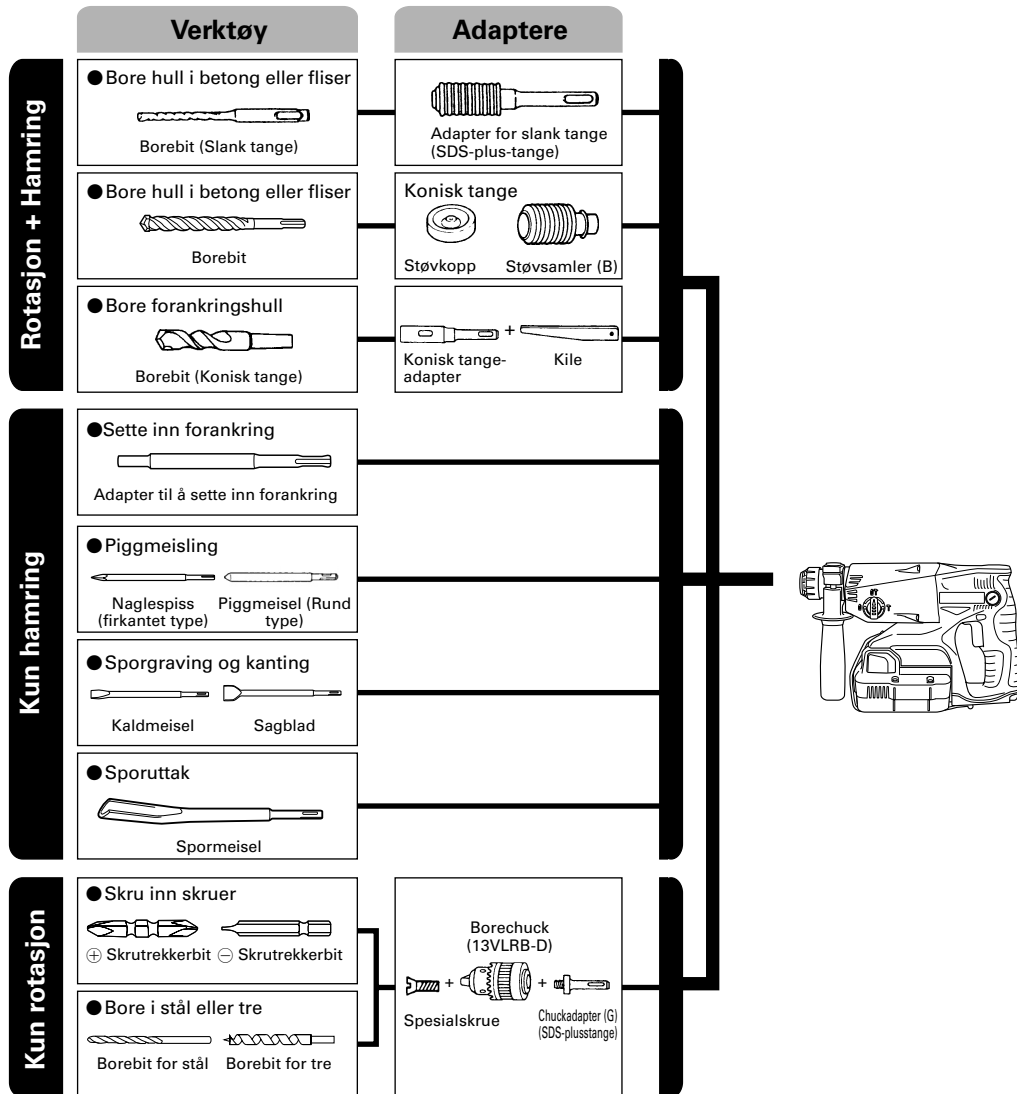 Verktøy
Adaptere
Rotasjon + Hamring
● Bore hull i betong eller fliser
Borebit (Slank tange)
Adapter for slank tange
(SDS-plus-tange)
● Bore hull i betong eller fliser
Borebit
Konisk tange
Støvkopp
Støvsamler (B)
● Bore forankringshull
Borebit (Konisk tange)
+
Konisk tange-
adapter
Kile
Kun hamring
●Sette inn forankring
Adapter til å sette inn forankring
●Piggmeisling
Naglespiss
(firkantet type)
Piggmeisel (Rund
type)
● Sporgraving og kanting
Kaldmeisel
Sagblad
● Sporuttak
Spormeisel
Kun rotasjon
● Skru inn skruer
⊕ Skrutrekkerbit
⊖ Skrutrekkerbit
● Bore i stål eller tre
Borebit for stål
Borebit for tre
Borechuck
(13VLRB-D)
+
+
Spesialskrue
Chuckadapter (G)
(SDS-plusstange)